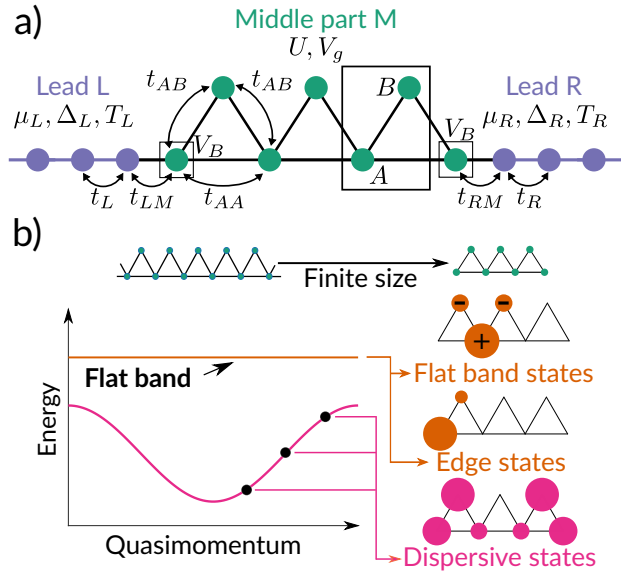 a)
Middle part M
U, V_g
Lead L
μ_L, Δ_L, T_L
t_AB
t_AB
B
Lead R
μ_R, Δ_R, T_R
V_B
V_B
A
t_L
t_LM
t_AA
t_RM
t_R
b)
Finite size
Flat band
Energy
Quasimomentum
-
-
+
Flat band states
Edge states
Dispersive states